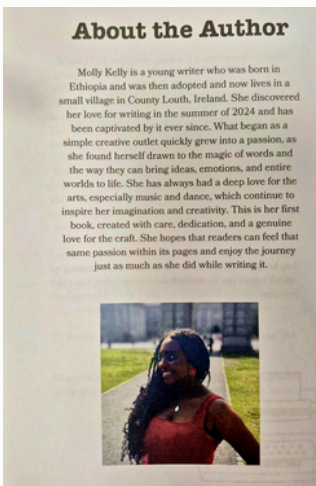 About the Author
Molly Kelly is a young writer who was born in
Ethiopia and was then adopted and now lives in a
small village in County Louth, Ireland. She discovered
her love for writing in the summer of 2024 and has
been captivated by it ever since. What began as a
simple creative outlet quickly grew into a passion, as
she found herself drawn to the magic of words and
the way they can bring ideas, emotions, and entire
worlds to life. She has always had a deep love for the
arts, especially music and dance, which continue to
inspire her imagination and creativity. This is her first
book, created with care, dedication, and a genuine
love for the craft. She hopes that readers can feel that
same passion within its pages and enjoy the journey
just as much as she did while writing it.